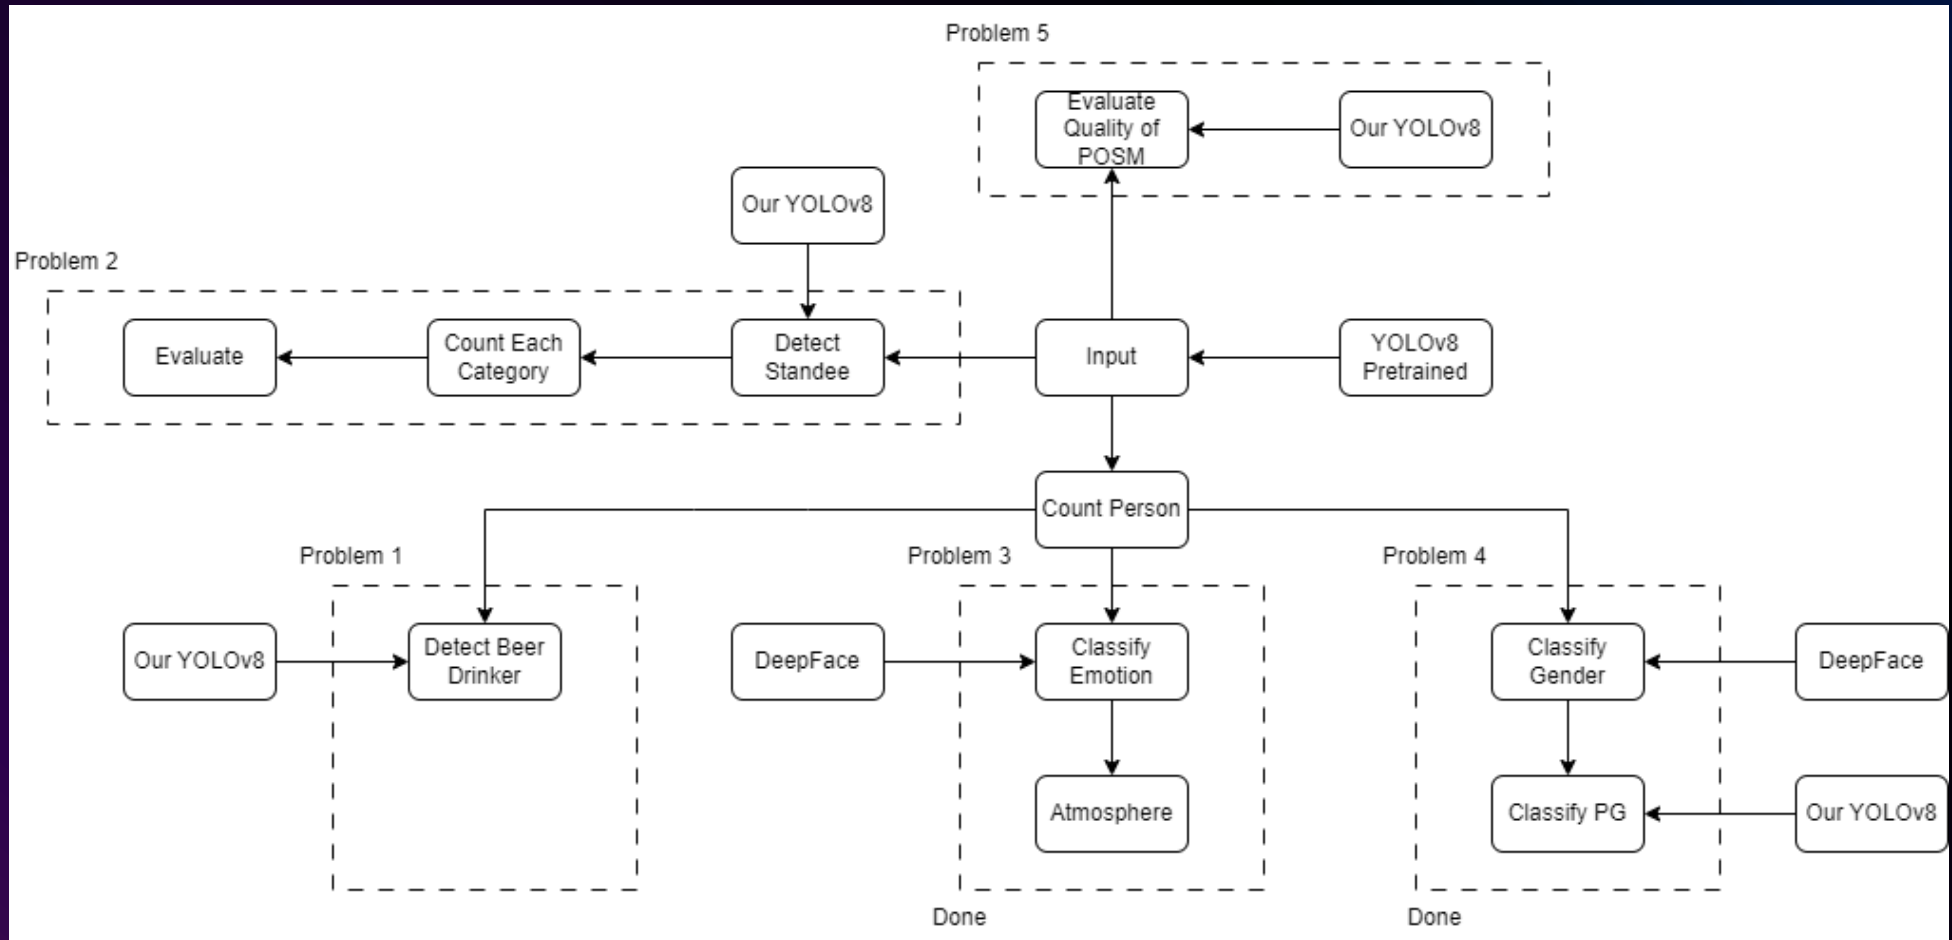 Problem 5
Evaluate
Quality of
POSM
Our YOLOv8
Our YOLOv8
Problem 2
Evaluate
Count Each
Category
Detect
Standee
Input
YOLOv8
Pretrained
Count Person
Problem 1
Problem 3
Problem 4
Our YOLOv8
Detect Beer
Drinker
DeepFace
Classify
Emotion
Classify
Gender
DeepFace
Atmosphere
Classify PG
Our YOLOv8
Done
Done